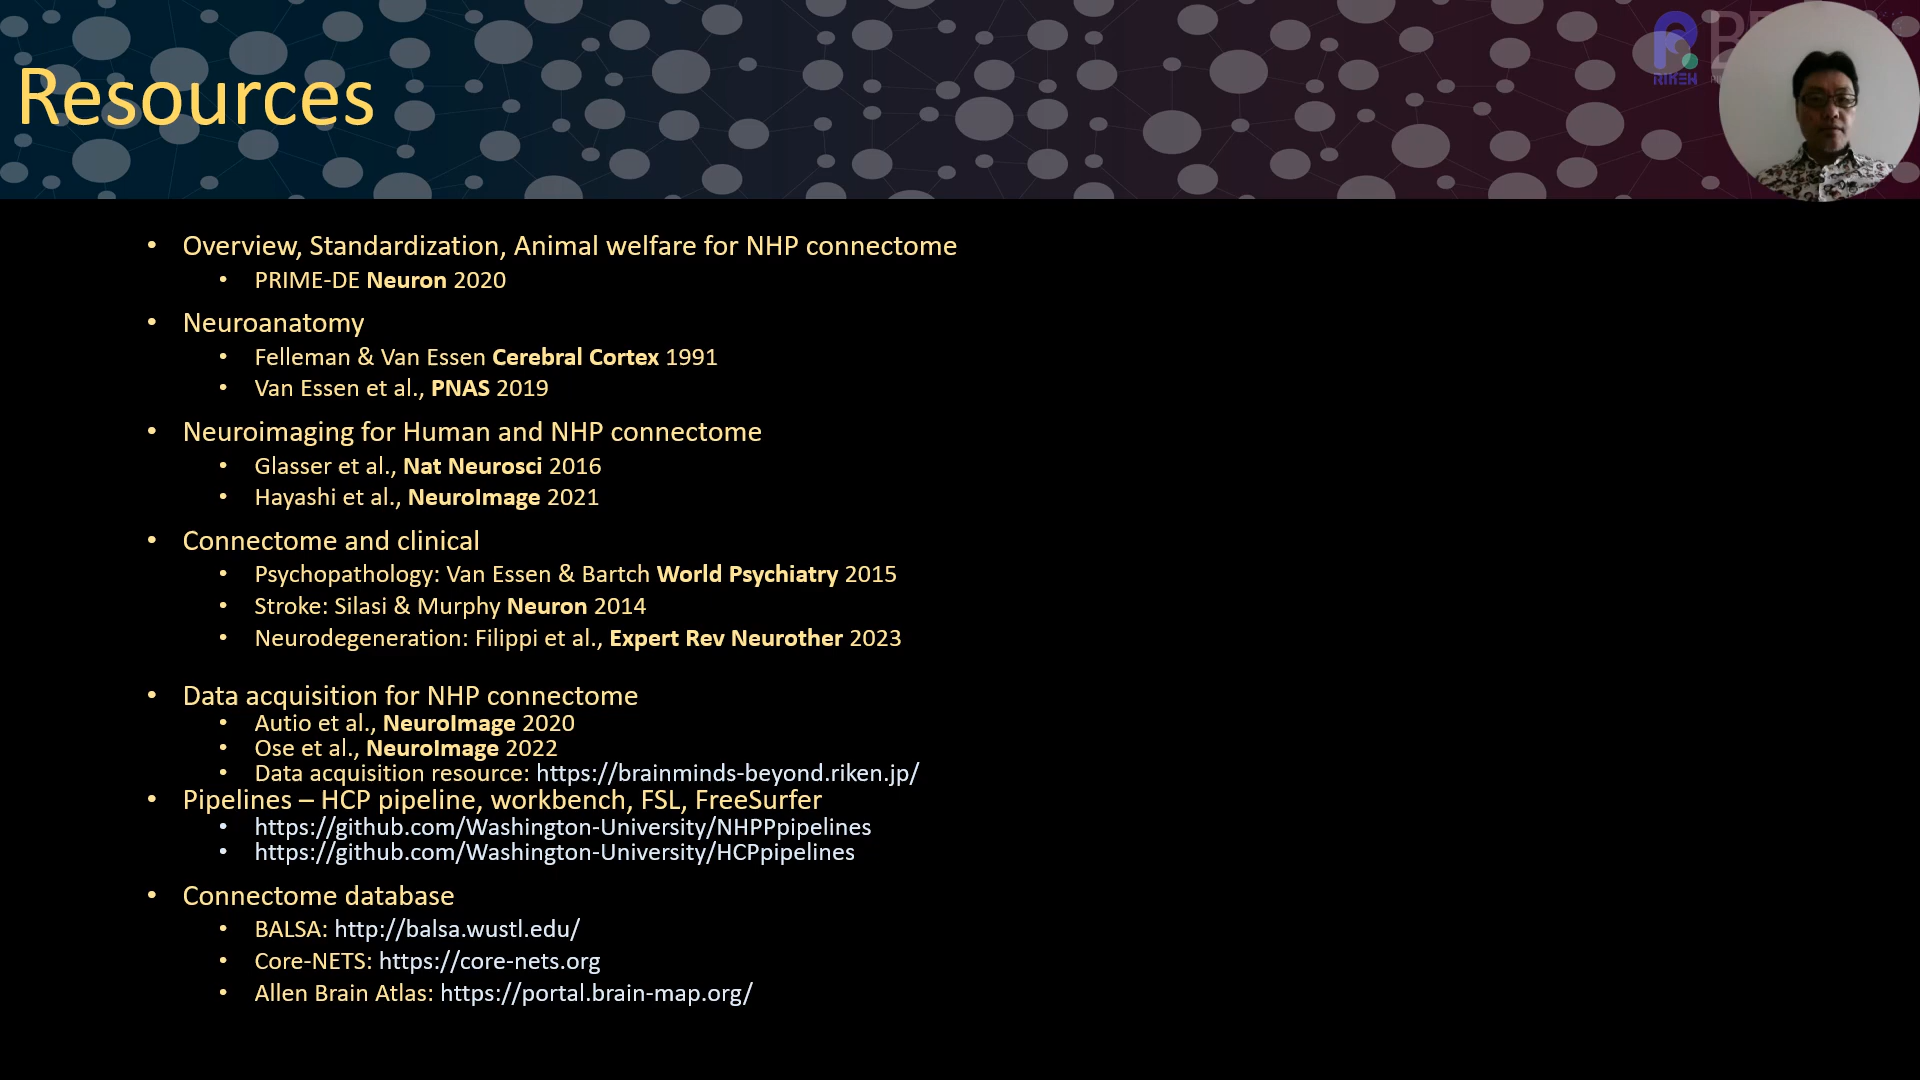 Resources
RIKEN
• Overview, Standardization, Animal welfare for NHP connectome
• PRIME-DE Neuron 2020
• Neuroanatomy
• Felleman & Van Essen Cerebral Cortex 1991
• Van Essen et al., PNAS 2019
• Neuroimaging for Human and NHP connectome
• Glasser et al., Nat Neurosci 2016
• Hayashi et al., NeuroImage 2021
• Connectome and clinical
• Psychopathology: Van Essen & Bartch World Psychiatry 2015
• Stroke: Silasi & Murphy Neuron 2014
• Neurodegeneration: Filippi et al., Expert Rev Neurother 2023
• Data acquisition for NHP connectome
• Autio et al., NeuroImage 2020
• Ose et al., NeuroImage 2022
• Data acquisition resource: https://brainminds-beyond.riken.jp/
• Pipelines – HCP pipeline, workbench, FSL, FreeSurfer
• https://github.com/Washington-University/NHPPpipelines
• https://github.com/Washington-University/HCPpipelines
• Connectome database
• BALSA: http://balsa.wustl.edu/
• Core-NETS: https://core-nets.org
• Allen Brain Atlas: https://portal.brain-map.org/